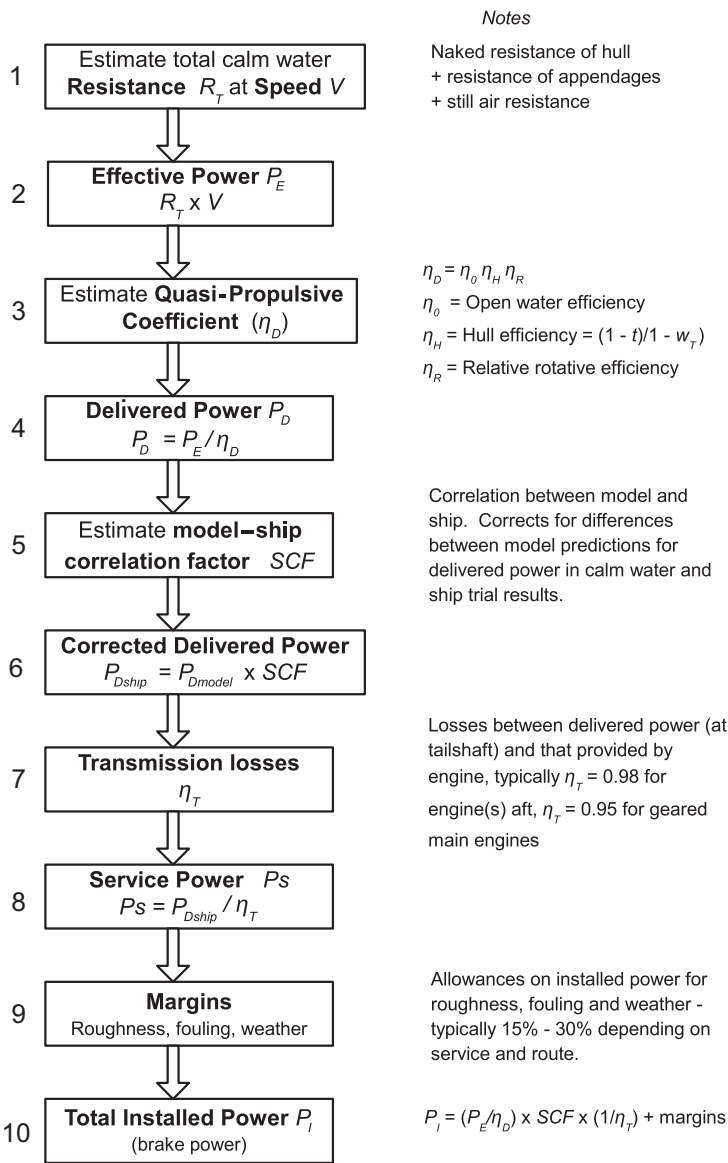 Notes
1
Estimate total calm water
Resistance R_T at Speed V
Naked resistance of hull
+ resistance of appendages
+ still air resistance
2
Effective Power P_E
R_T x V
3
Estimate Quasi-Propulsive
Coefficient (η_D)
η_D = η_0 η_H η_R
η_0 = Open water efficiency
η_H = Hull efficiency = (1 - t)/1 - w_T)
η_R = Relative rotative efficiency
4
Delivered Power P_D
P_D = P_E/η_D
5
Estimate model–ship
correlation factor SCF
Correlation between model and
ship. Corrects for differences
between model predictions for
delivered power in calm water and
ship trial results.
6
Corrected Delivered Power
P_Dship = P_Dmodel x SCF
7
Transmission losses
η_T
Losses between delivered power (at
tailshaft) and that provided by
engine, typically η_T = 0.98 for
engine(s) aft, η_T = 0.95 for geared
main engines
8
Service Power Ps
Ps = P_Dship / η_T
9
Margins
Roughness, fouling, weather
Allowances on installed power for
roughness, fouling and weather -
typically 15% - 30% depending on
service and route.
10
Total Installed Power P_I
(brake power)
P_I = (P_E/η_D) x SCF x (1/η_T) + margins